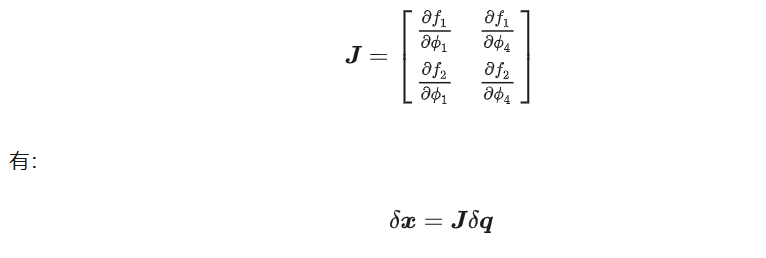 J = [ ∂f₁/∂ϕ₁ ∂f₁/∂ϕ₄
∂f₂/∂ϕ₁ ∂f₂/∂ϕ₄ ]
有：
δx = Jδq